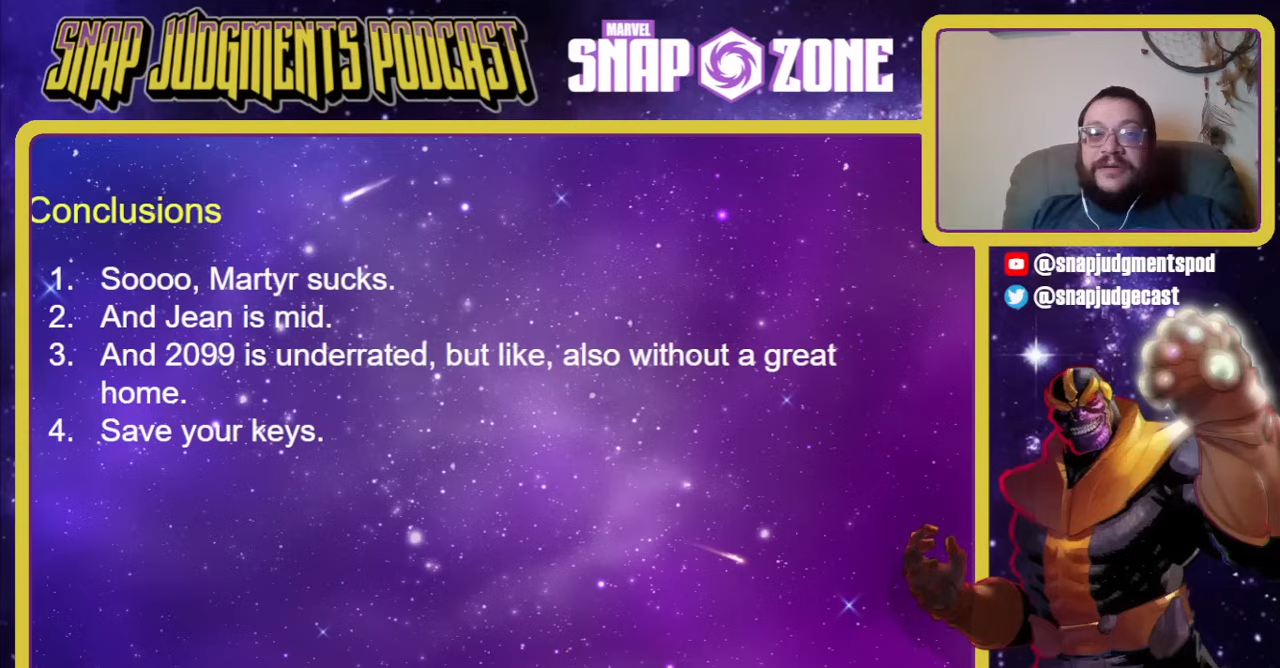 SNAP JUDGMENTS PODCAST
MARVEL
SNAP ZONE
@snapjudgmentspod
@snapjudgecast
Conclusions
1. Soooo, Martyr sucks.
2. And Jean is mid.
3. And 2099 is underrated, but like, also without a great
home.
4. Save your keys.